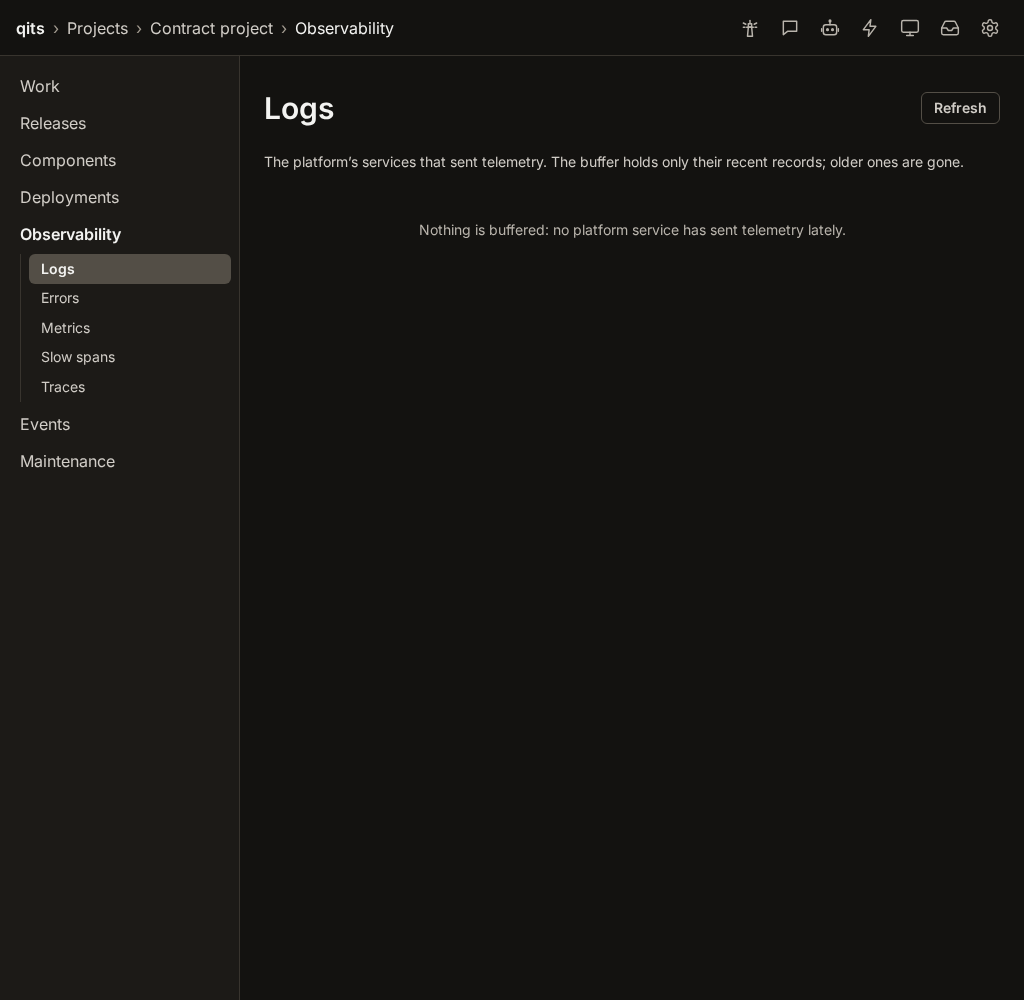 qits › Projects › Contract project › Observability
Work
Releases
Components
Deployments
Observability
Logs
Errors
Metrics
Slow spans
Traces
Events
Maintenance
Logs
Refresh
The platform’s services that sent telemetry. The buffer holds only their recent records; older ones are gone.
Nothing is buffered: no platform service has sent telemetry lately.